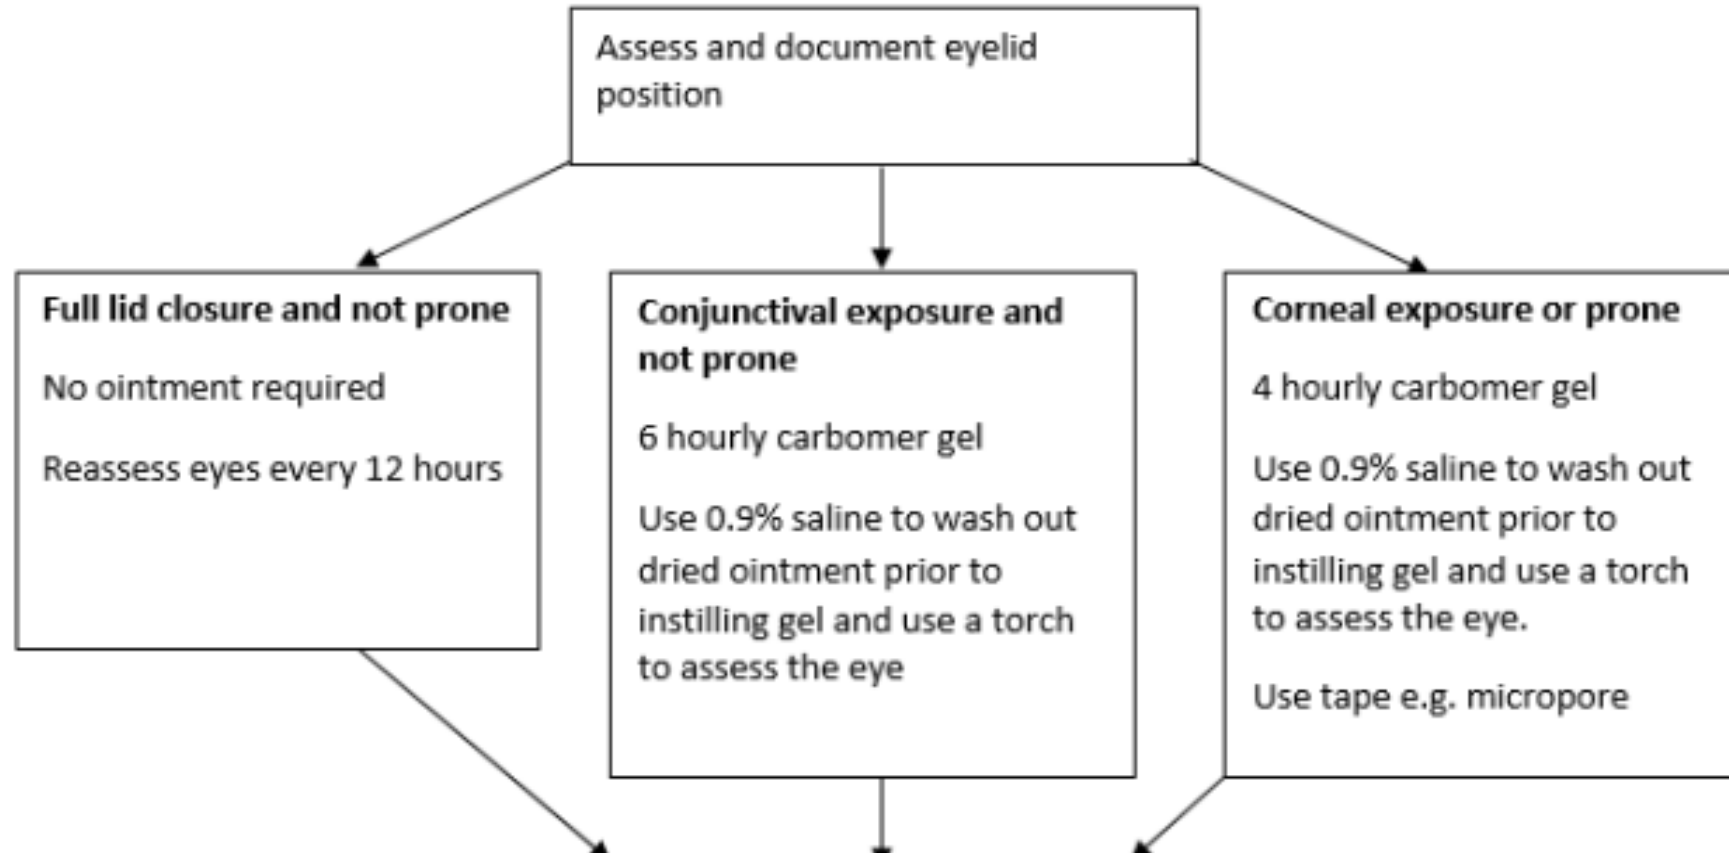 Assess and document eyelid
position
Full lid closure and not prone
No ointment required
Reassess eyes every 12 hours
Conjunctival exposure and
not prone
6 hourly carbomer gel
Use 0.9% saline to wash out
dried ointment prior to
instilling gel and use a torch
to assess the eye
Corneal exposure or prone
4 hourly carbomer gel
Use 0.9% saline to wash out
dried ointment prior to
instilling gel and use a torch
to assess the eye.
Use tape e.g. micropore